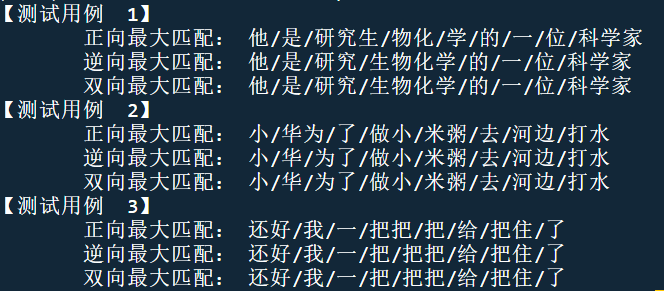 【测试用例 1】
正向最大匹配： 他/是/研究生/物化/学/的/一/位/科学家
逆向最大匹配： 他/是/研究/生物化学/的/一/位/科学家
双向最大匹配： 他/是/研究/生物化学/的/一/位/科学家
【测试用例 2】
正向最大匹配： 小/华为/了/做小/米粥/去/河边/打水
逆向最大匹配： 小/华/为了/做小/米粥/去/河边/打水
双向最大匹配： 小/华/为了/做小/米粥/去/河边/打水
【测试用例 3】
正向最大匹配： 还好/我/一/把把/把/给/把住/了
逆向最大匹配： 还好/我/一把/把把/给/把住/了
双向最大匹配： 还好/我/一把/把把/给/把住/了